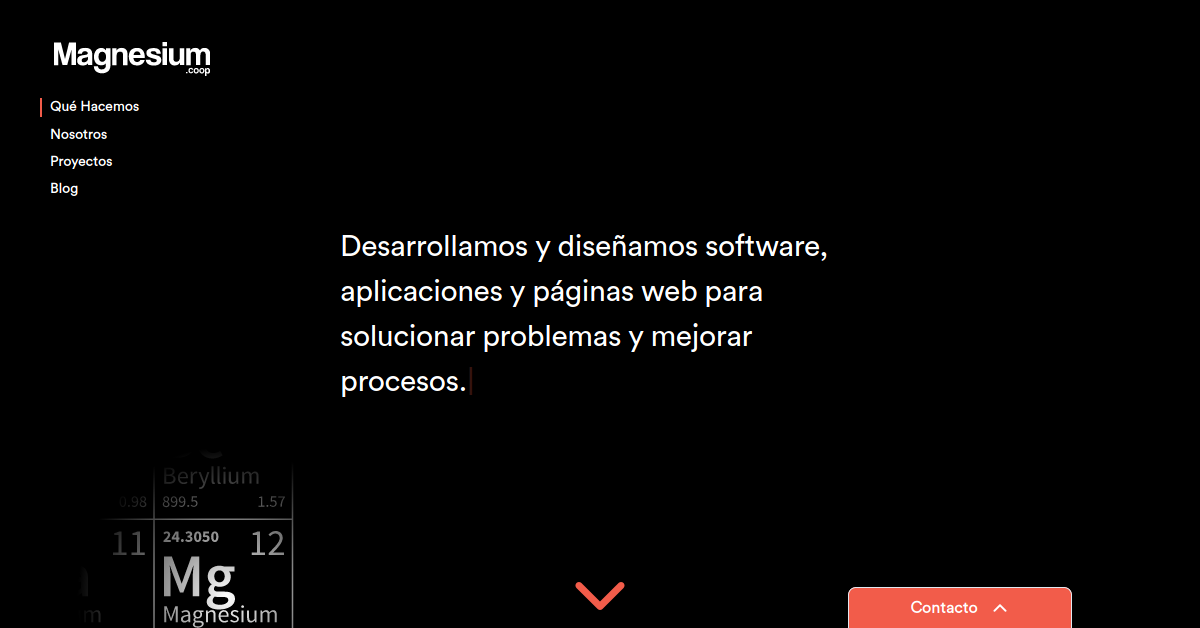 Magnesium
.coop
Qué Hacemos
Nosotros
Proyectos
Blog
Desarrollamos y diseñamos software,
aplicaciones y páginas web para
solucionar problemas y mejorar
procesos.
Beryllium
0.98 899.5 1.57
11 24.3050 12
Mg
Magnesium
Contacto